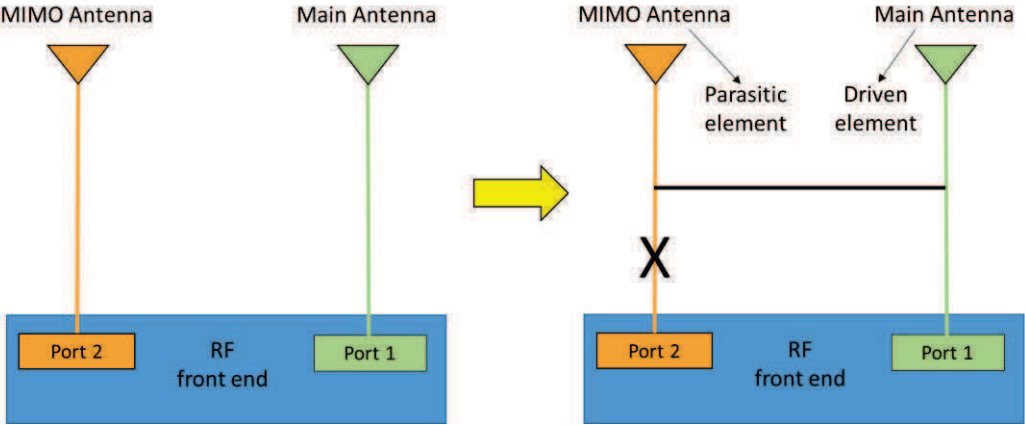 MIMO Antenna
Main Antenna
Port 2
RF
front end
Port 1
MIMO Antenna
Main Antenna
Parasitic
element
Driven
element
X
Port 2
RF
front end
Port 1